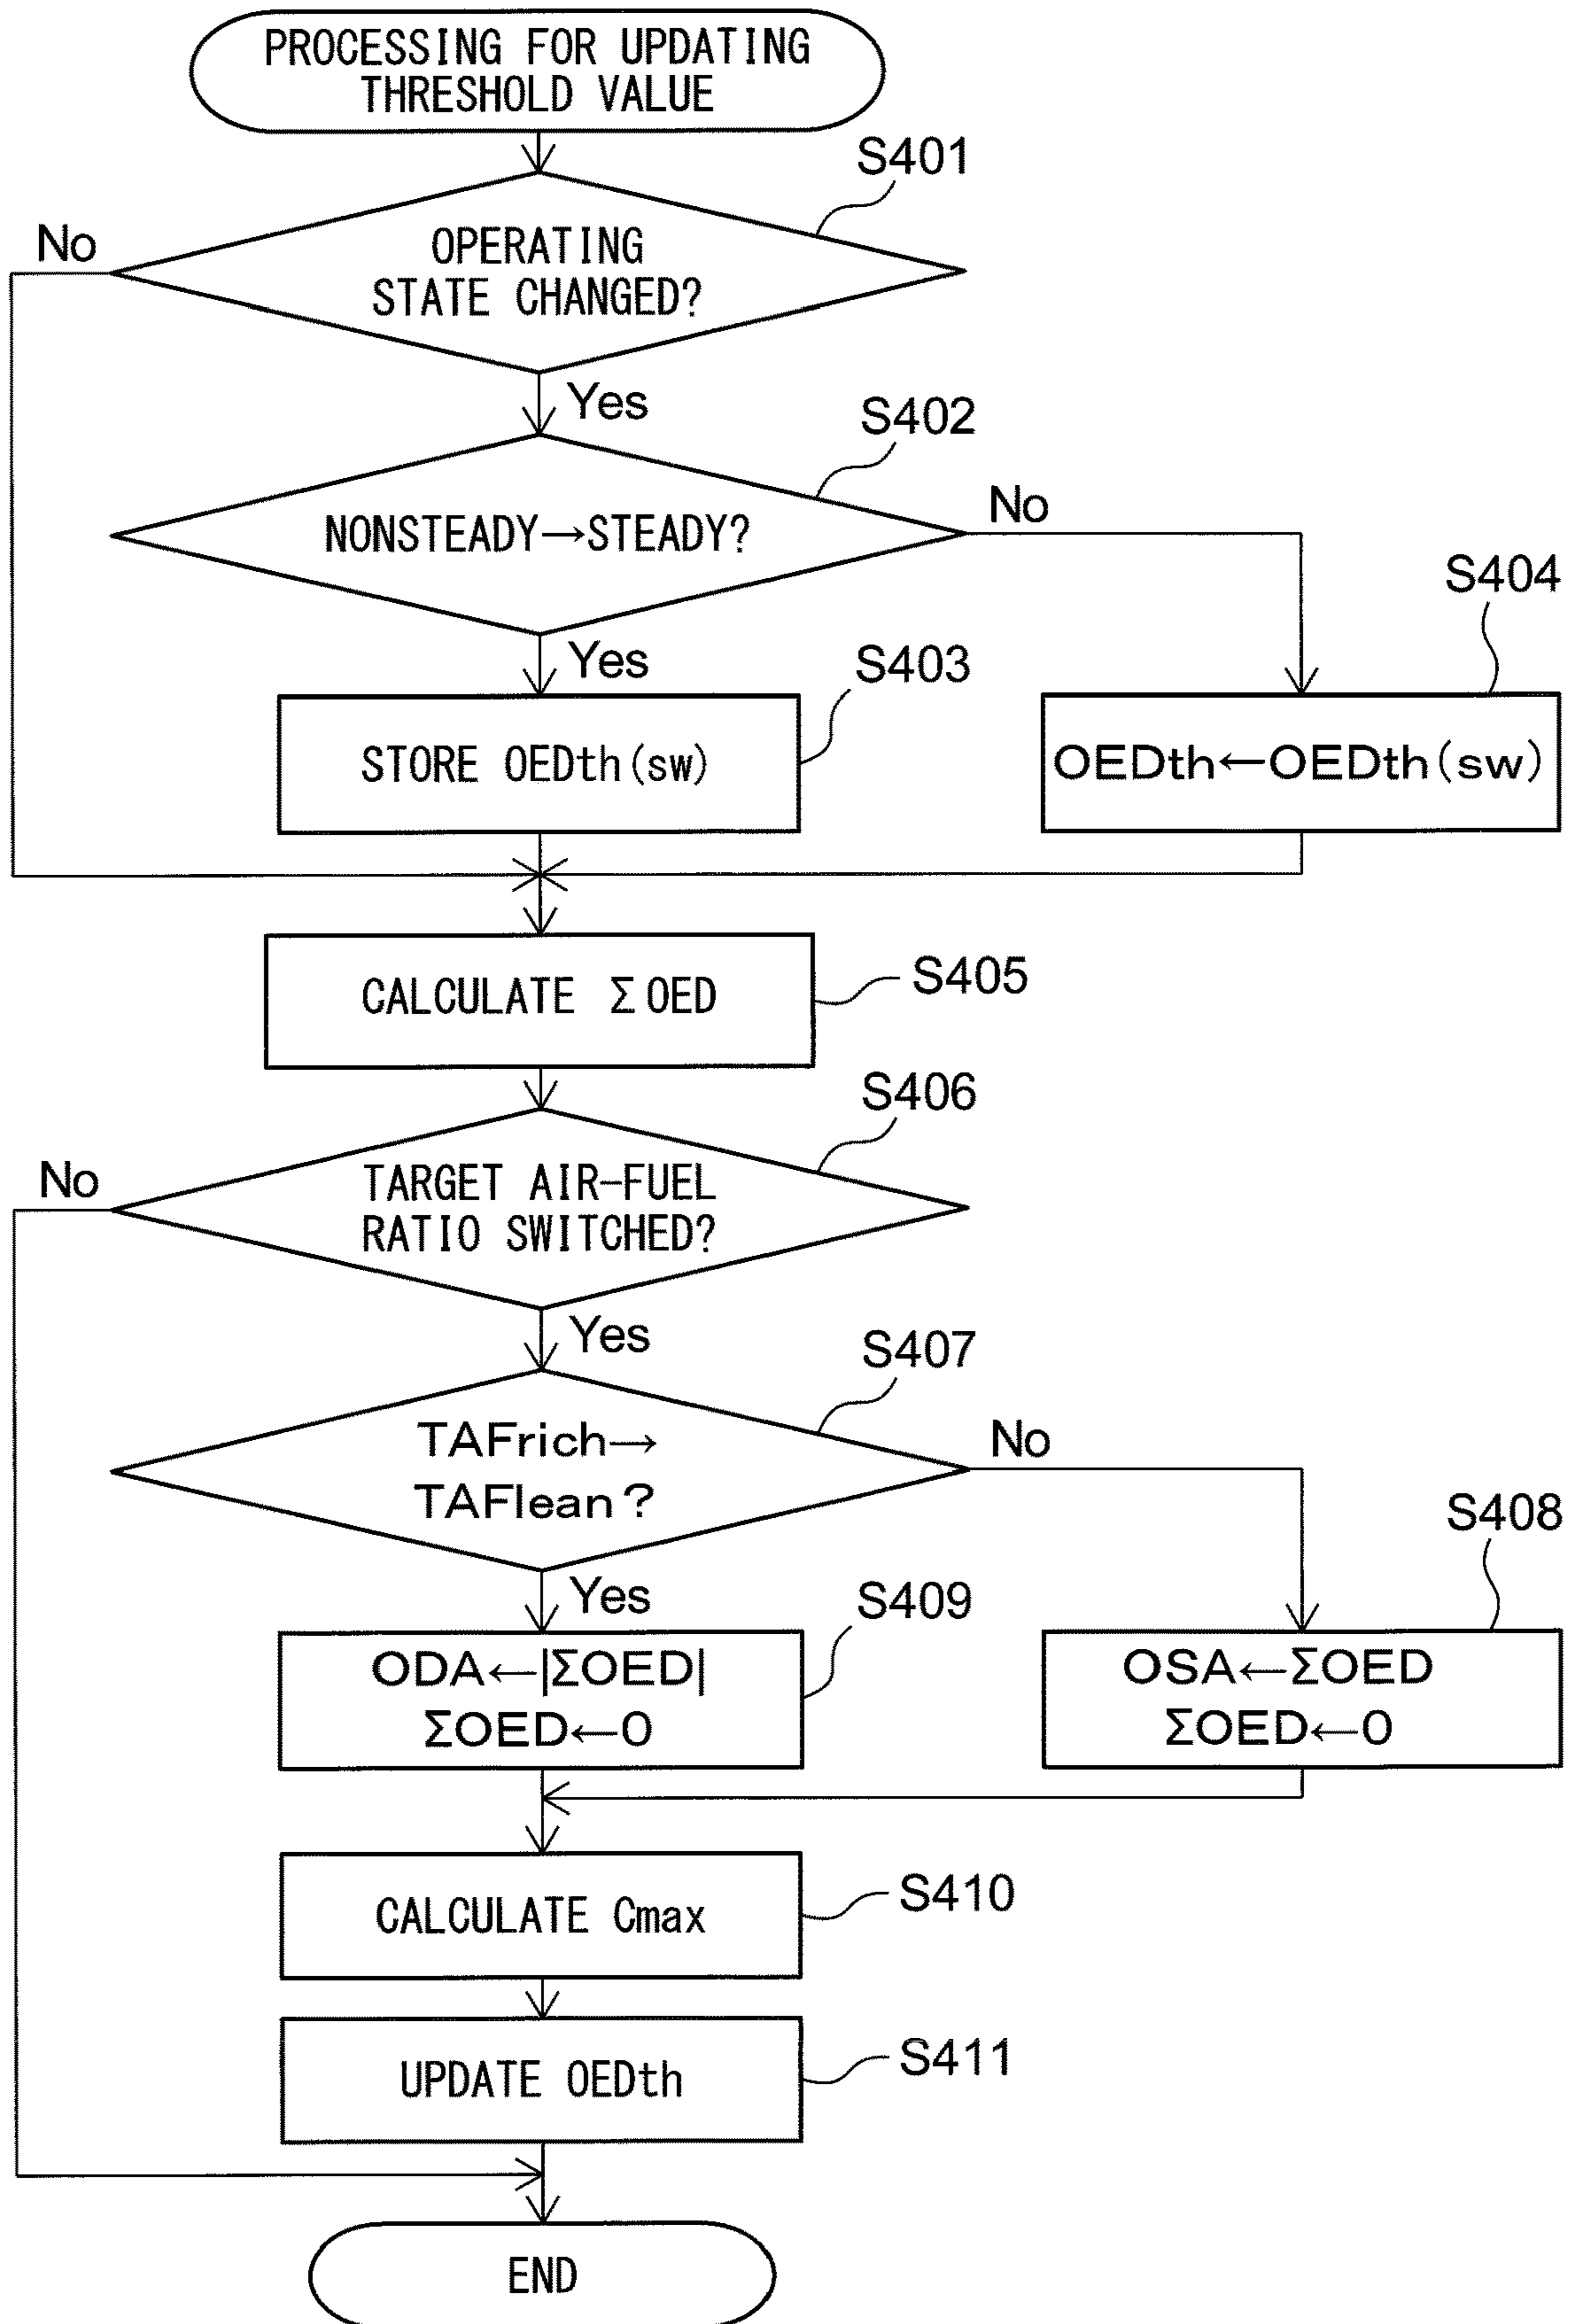 PROCESSING FOR UPDATING
THRESHOLD VALUE
S401
No
OPERATING
STATE CHANGED?
Yes
S402
NONSTEADY→STEADY?
No
S404
Yes
S403
STORE OEDth(sw)
OEDth←OEDth(sw)
CALCULATE ΣOED
S405
S406
No
TARGET AIR-FUEL
RATIO SWITCHED?
Yes
S407
TAFrich→
TAFlean?
No
S408
Yes
S409
ODA←|ΣOED|
ΣOED←0
OSA←ΣOED
ΣOED←0
CALCULATE Cmax
S410
UPDATE OEDth
S411
END